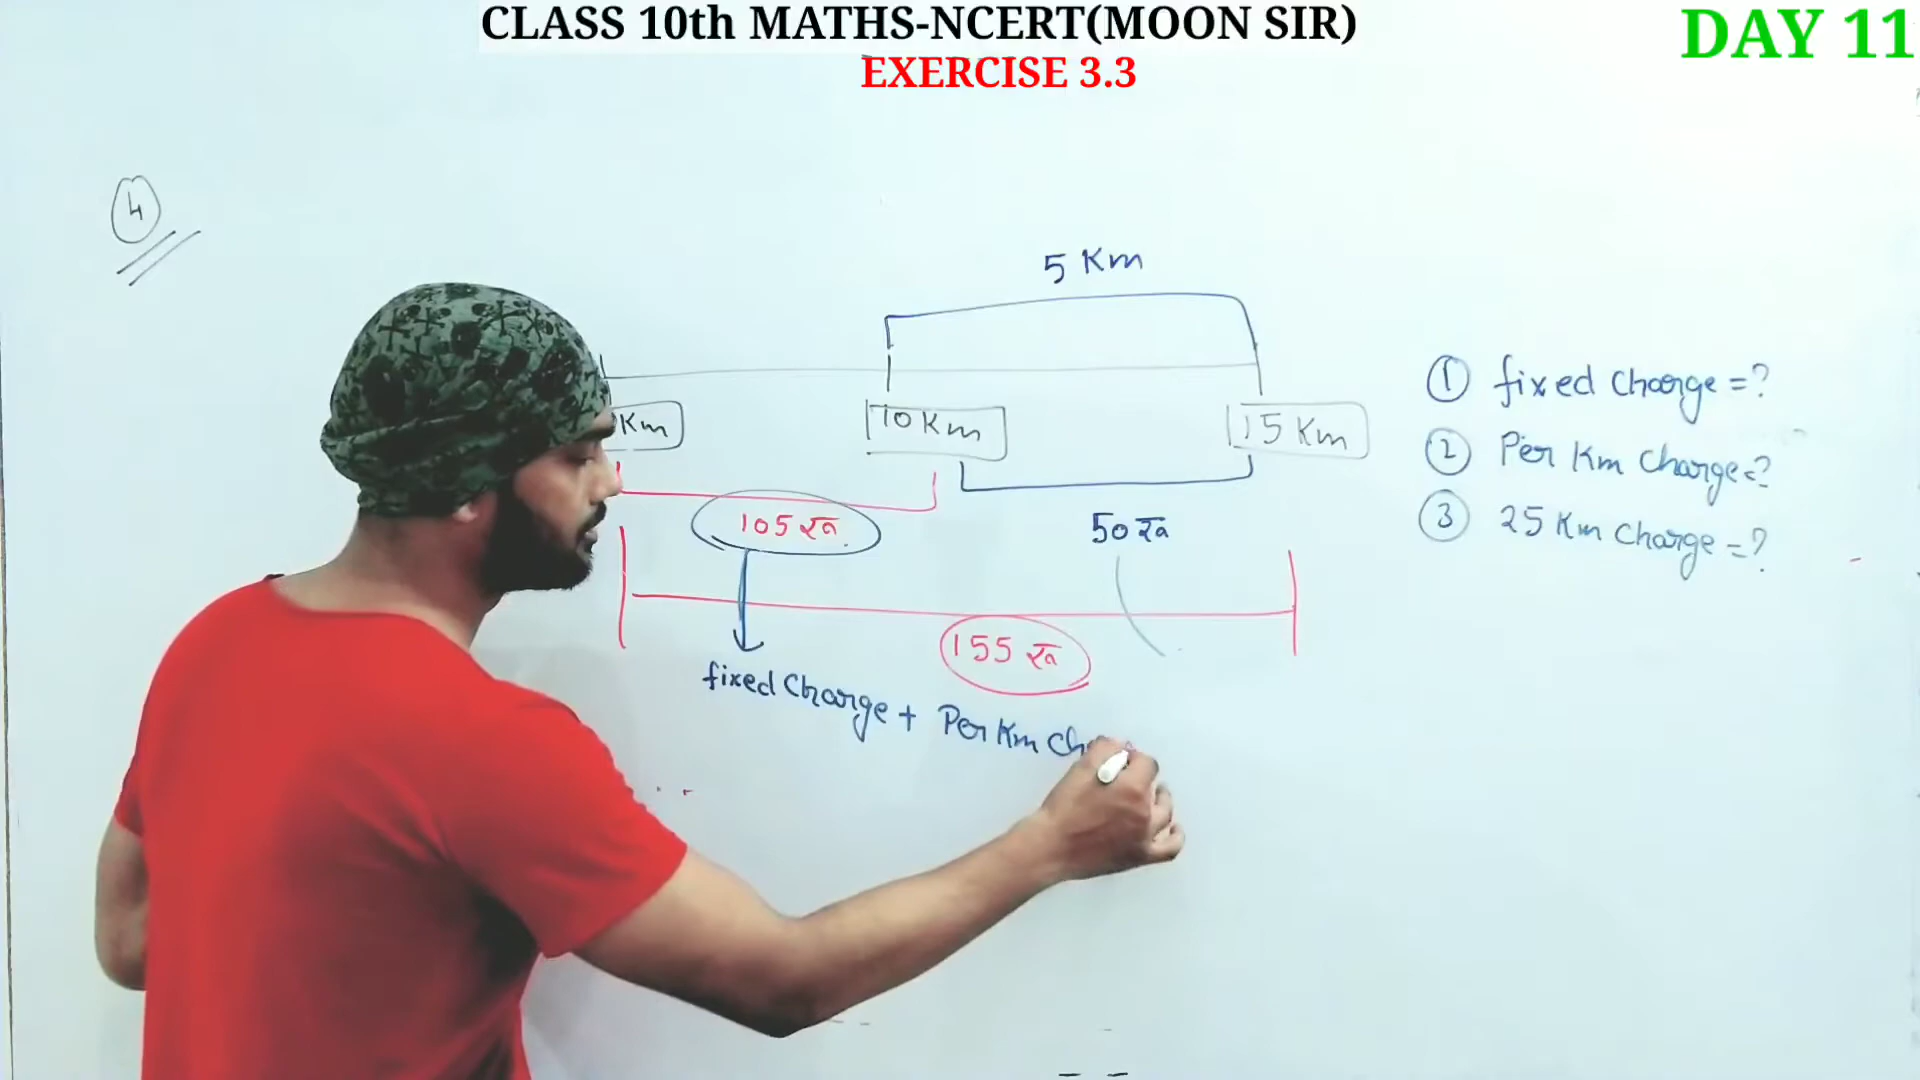 CLASS 10th MATHS-NCERT(MOON SIR)
EXERCISE 3.3
DAY 11
4
5 Km
Km
10 Km
15 Km
105 रू.
50 रू
155 रू
fixed Charge + Per Km Ch
① fixed Charge = ?
② Per Km Charge = ?
③ 25 Km Charge = ?